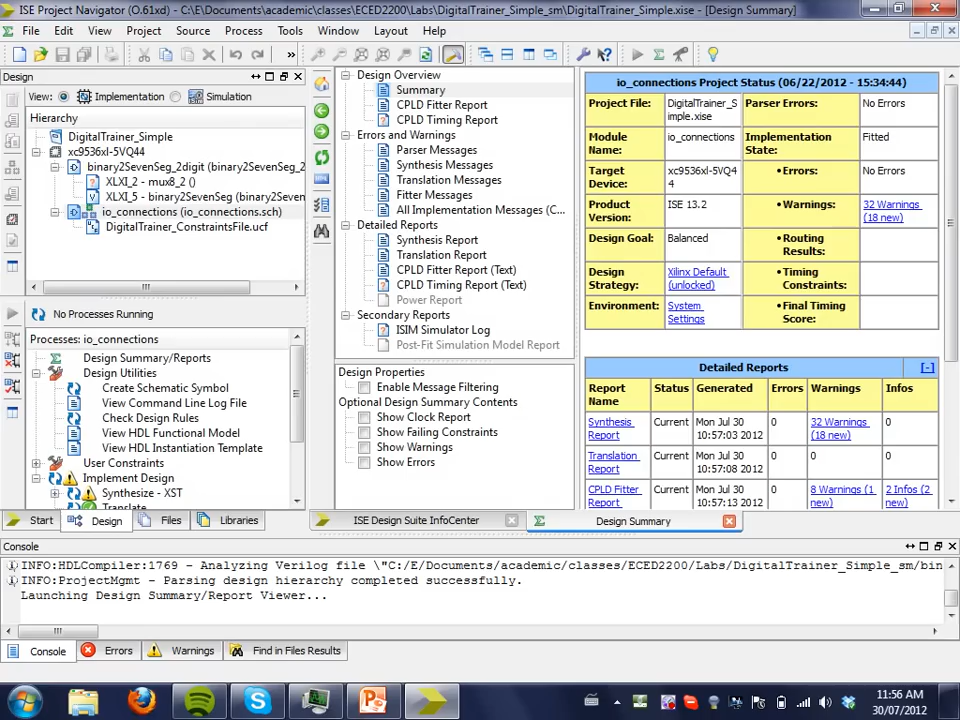 ISE Project Navigator (O.61xd) - C:\E\Documents\academic\classes\ECED2200\Labs\DigitalTrainer_Simple_sm\DigitalTrainer_Simple.xise - [Design Summary]
File Edit View Project Source Process Tools Window Layout Help
Design
View: Implementation Simulation
Hierarchy
DigitalTrainer_Simple
xc9536xl-5VQ44
binary2SevenSeg_2digit (binary2SevenSeg_2
XLXI_2 - mux8_2 ()
XLXI_5 - binary2SevenSeg (binary2Seven
io_connections (io_connections.sch)
DigitalTrainer_ConstraintsFile.ucf
No Processes Running
Processes: io_connections
Design Summary/Reports
Design Utilities
Create Schematic Symbol
View Command Line Log File
Check Design Rules
View HDL Functional Model
View HDL Instantiation Template
User Constraints
Implement Design
Synthesize - XST
Translate
Start Design Files Libraries
Design Overview
Summary
CPLD Fitter Report
CPLD Timing Report
Errors and Warnings
Parser Messages
Synthesis Messages
Translation Messages
Fitter Messages
All Implementation Messages (C...
Detailed Reports
Synthesis Report
Translation Report
CPLD Fitter Report (Text)
CPLD Timing Report (Text)
Power Report
Secondary Reports
ISIM Simulator Log
Post-Fit Simulation Model Report
Design Properties
Enable Message Filtering
Optional Design Summary Contents
Show Clock Report
Show Failing Constraints
Show Warnings
Show Errors
ISE Design Suite InfoCenter Design Summary
io_connections Project Status (06/22/2012 - 15:34:44)
Project File: DigitalTrainer_S Parser Errors: No Errors
imple.xise
Module io_connections Implementation Fitted
Name: State:
Target xc9536xl-5VQ4 •Errors: No Errors
Device: 4
Product ISE 13.2 •Warnings: 32 Warnings
Version: (18 new)
Design Goal: Balanced •Routing
Results:
Design Xilinx Default •Timing
Strategy: (unlocked) Constraints:
Environment: System •Final Timing
Settings Score:
Detailed Reports [-]
Report Status Generated Errors Warnings Infos
Name
Synthesis Current Mon Jul 30 0 32 Warnings 0
Report 10:57:03 2012 (18 new)
Translation Current Mon Jul 30 0 0 0
Report 10:57:08 2012
CPLD Fitter Current Mon Jul 30 0 8 Warnings (1 2 Infos (2
Report 10:57:13 2012 new) new)
Console
INFO:HDLCompiler:1769 - Analyzing Verilog file \"C:/E/Documents/academic/classes/ECED2200/Labs/DigitalTrainer_Simple_sm/bin
INFO:ProjectMgmt - Parsing design hierarchy completed successfully.
Launching Design Summary/Report Viewer...
Console Errors Warnings Find in Files Results
11:56 AM
30/07/2012